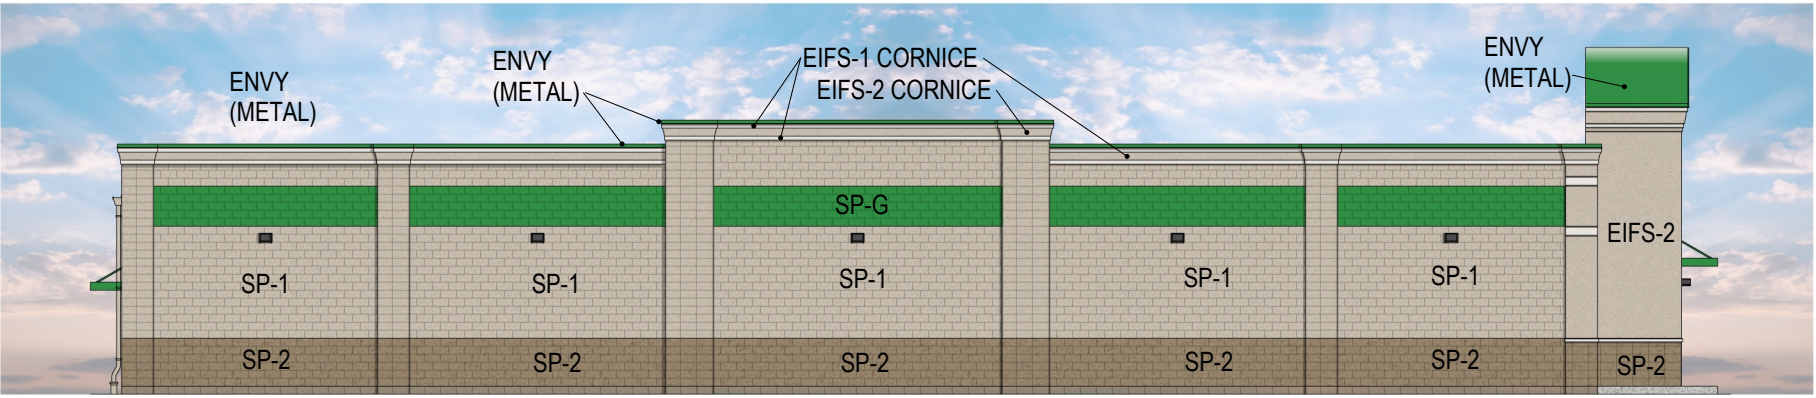 ENVY
(METAL)
ENVY
(METAL)
EIFS-1 CORNICE
EIFS-2 CORNICE
ENVY
(METAL)
SP-G
EIFS-2
SP-1
SP-1
SP-1
SP-1
SP-1
SP-2
SP-2
SP-2
SP-2
SP-2
SP-2